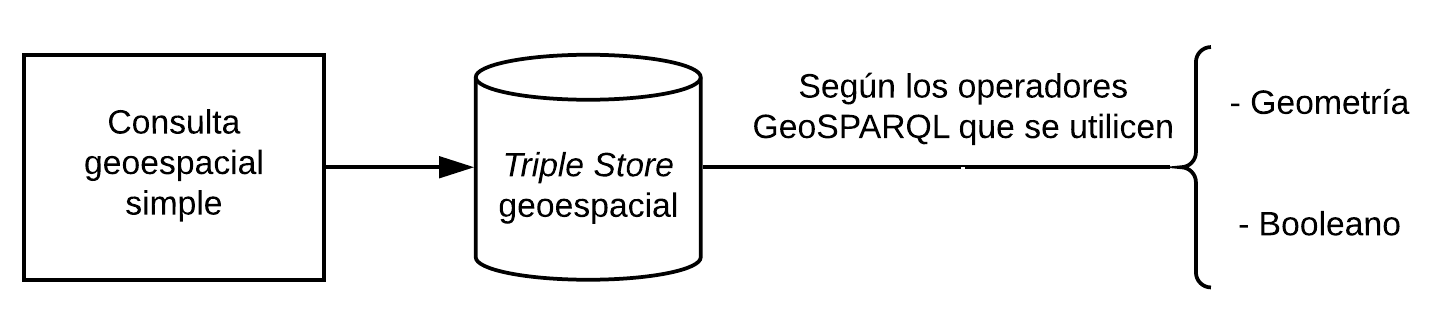 Consulta
geoespacial
simple
Triple Store
geoespacial
Según los operadores
GeoSPARQL que se utilicen
- Geometría
- Booleano